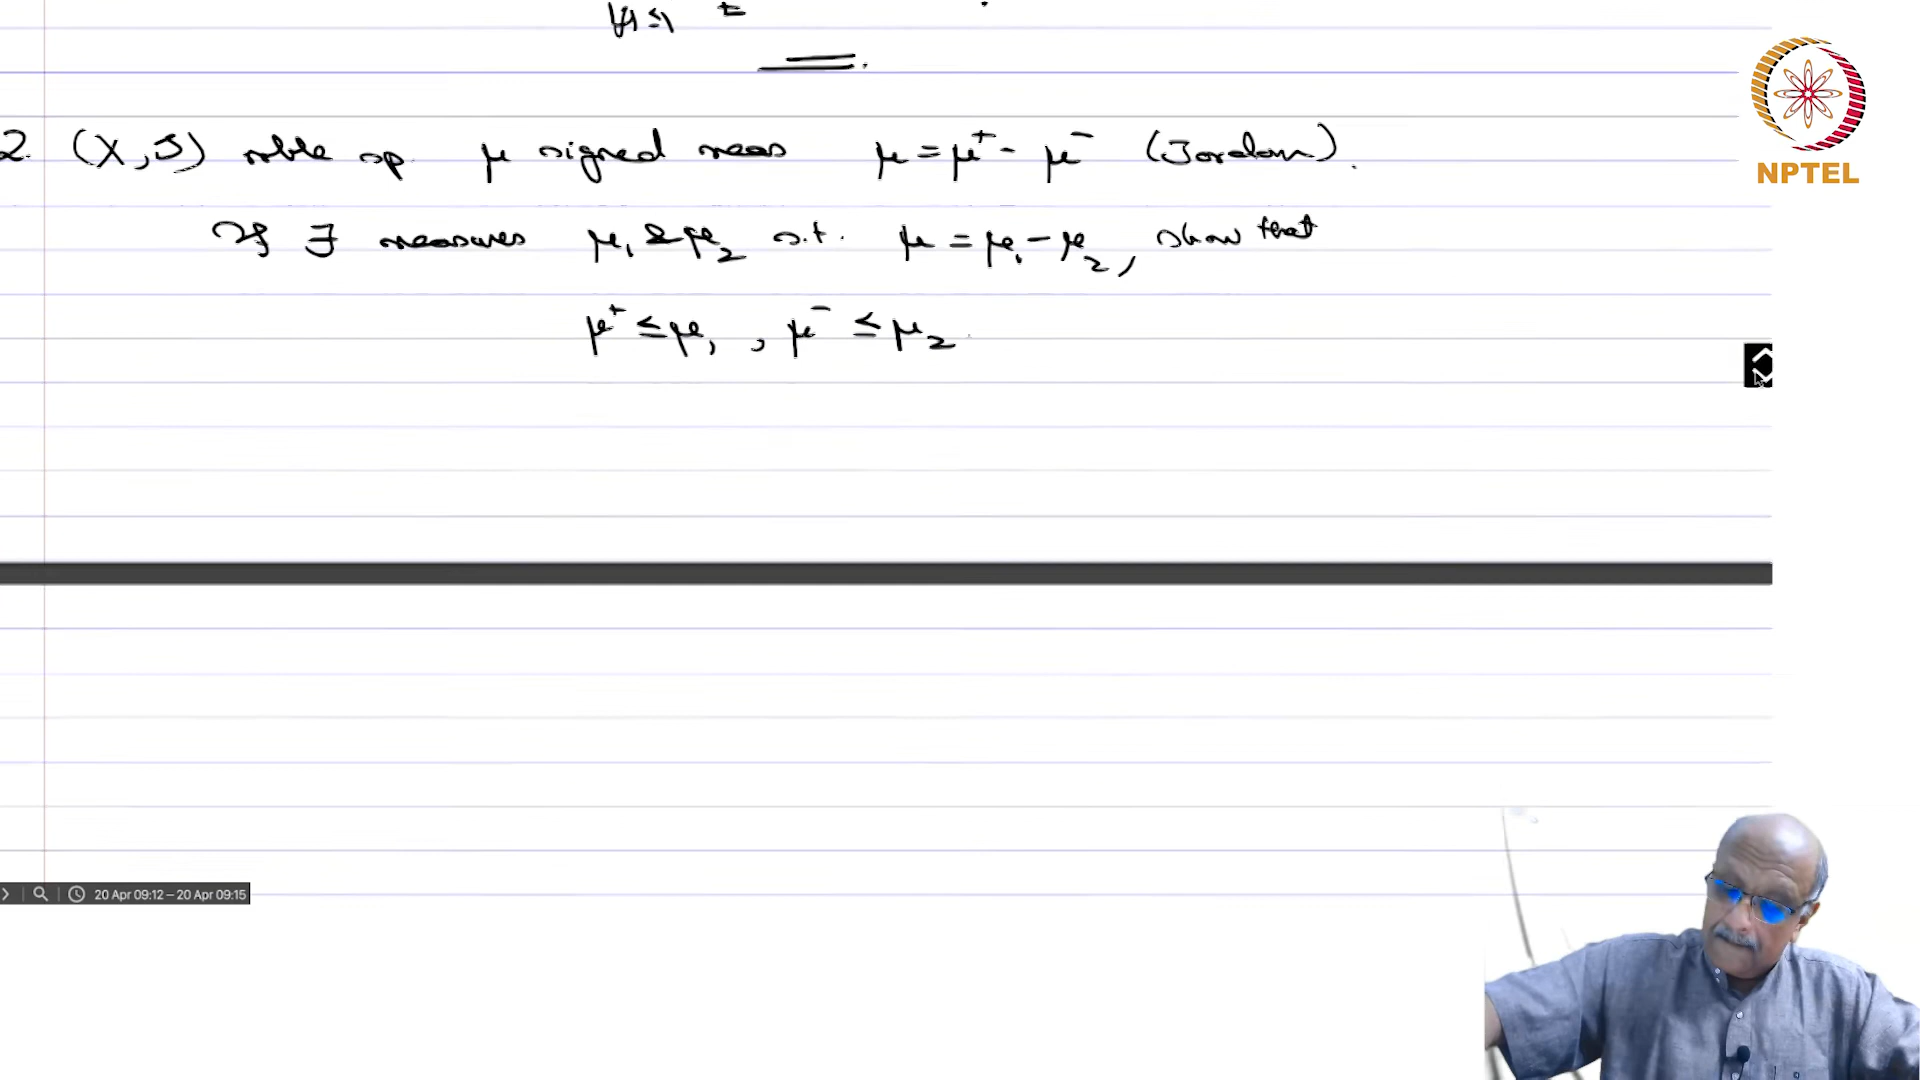 |f|≤1 E
2. (X, S) mble sp. μ signed meas μ = μ⁺ - μ⁻ (Jordan).
If ∃ measures μ₁ & μ₂ s.t. μ = μ₁ - μ₂, show that
μ⁺ ≤ μ₁, μ⁻ ≤ μ₂
NPTEL
20 Apr 09:12 – 20 Apr 09:15